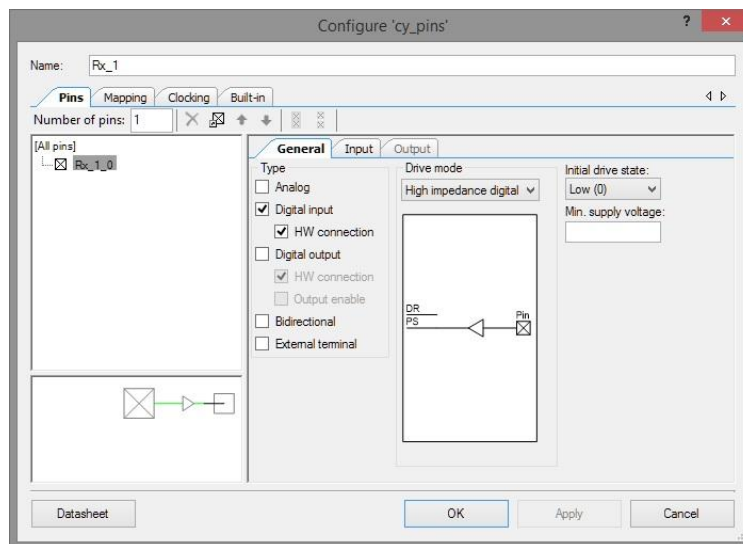 Configure 'cy_pins'
?
Name: Rx_1
Pins Mapping Clocking Built-in
Number of pins: 1
[All pins]
Rx_1_0
General Input Output
Type
Analog
Digital input
HW connection
Digital output
HW connection
Output enable
Bidirectional
External terminal
Drive mode
High impedance digital
DR
PS
Pin
Initial drive state:
Low (0)
Min. supply voltage:
Datasheet OK Apply Cancel